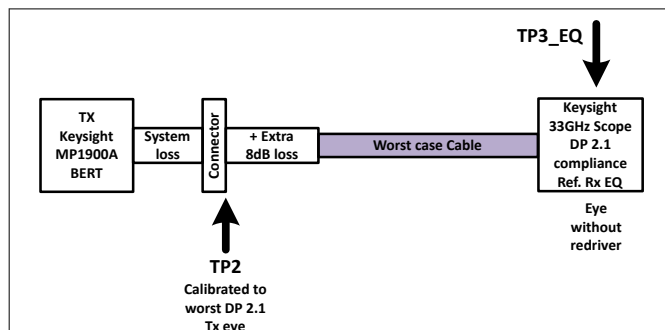 TP3_EQ
TX
Keysight
MP1900A
BERT
System
loss
Connector
+ Extra
8dB loss
Worst case Cable
Keysight
33GHz Scope
DP 2.1
compliance
Ref. Rx EQ
Eye
without
redriver
TP2
Calibrated to
worst DP 2.1
Tx eye